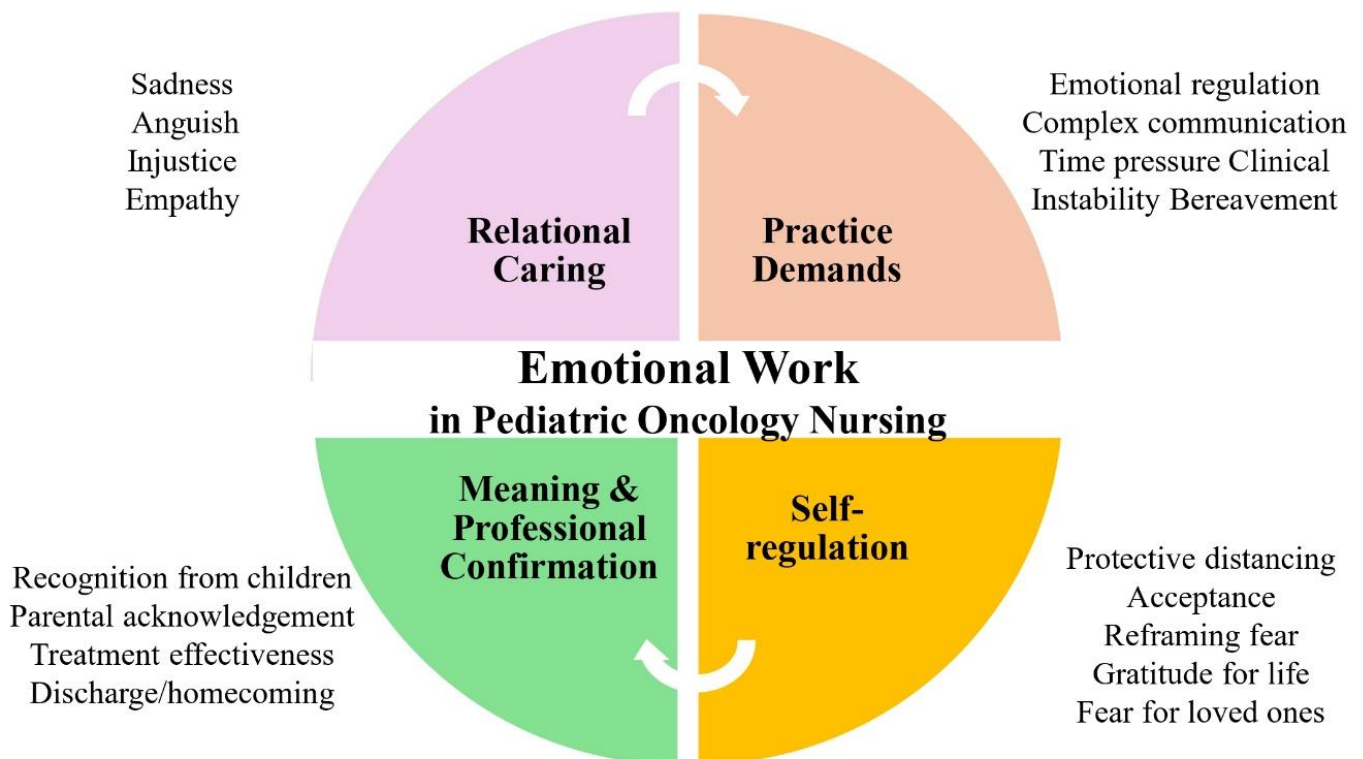 Sadness
Anguish
Injustice
Empathy
Emotional regulation
Complex communication
Time pressure Clinical
Instability Bereavement
Relational
Caring
Practice
Demands
Emotional Work
in Pediatric Oncology Nursing
Meaning &
Professional
Confirmation
Self-
regulation
Recognition from children
Parental acknowledgement
Treatment effectiveness
Discharge/homecoming
Protective distancing
Acceptance
Reframing fear
Gratitude for life
Fear for loved ones